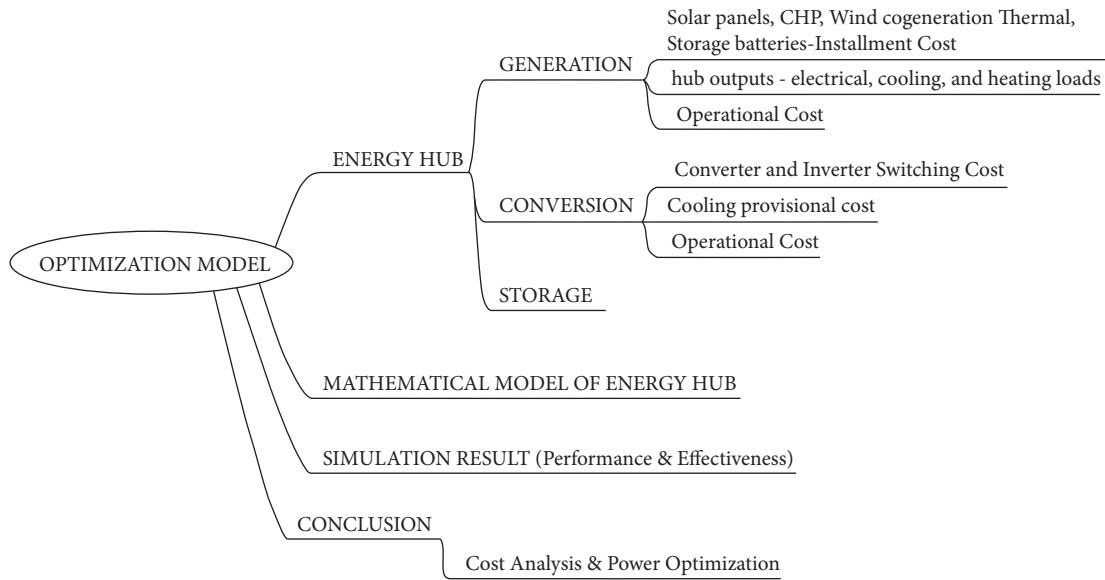 Solar panels, CHP, Wind cogeneration Thermal,
Storage batteries-Installment Cost
GENERATION
hub outputs - electrical, cooling, and heating loads
Operational Cost
ENERGY HUB
Converter and Inverter Switching Cost
CONVERSION
Cooling provisional cost
Operational Cost
OPTIMIZATION MODEL
STORAGE
MATHEMATICAL MODEL OF ENERGY HUB
SIMULATION RESULT (Performance & Effectiveness)
CONCLUSION
Cost Analysis & Power Optimization